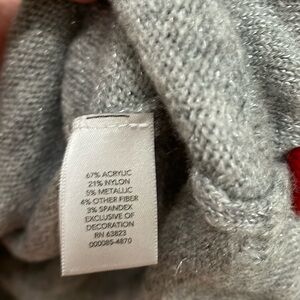 67% ACRYLIC
21% NYLON
5% METALLIC
4% OTHER FIBER
3% SPANDEX
EXCLUSIVE OF
DECORATION
RN 63823
000085-4870